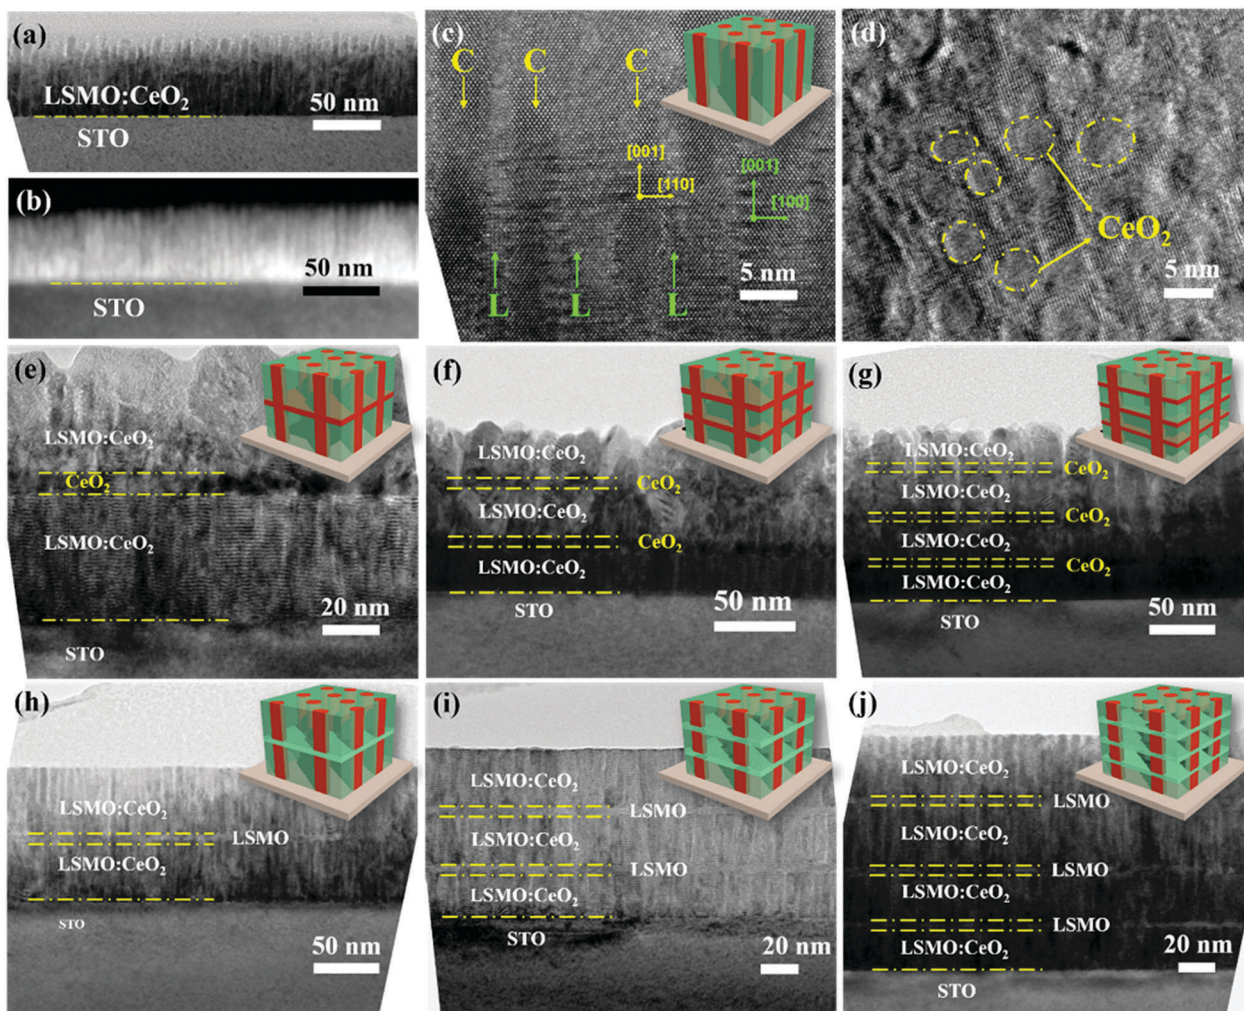 (a)
LSMO:CeO₂
50 nm
STO
(b)
50 nm
STO
(c)
C C C
[001]
[110]
[001]
[100]
L L L
5 nm
(d)
CeO₂
5 nm
(e)
LSMO:CeO₂
CeO₂
LSMO:CeO₂
20 nm
STO
(f)
LSMO:CeO₂
CeO₂
LSMO:CeO₂
CeO₂
LSMO:CeO₂
STO
50 nm
(g)
LSMO:CeO₂
CeO₂
LSMO:CeO₂
CeO₂
LSMO:CeO₂
CeO₂
LSMO:CeO₂
STO
50 nm
(h)
LSMO:CeO₂
LSMO
LSMO:CeO₂
STO
50 nm
(i)
LSMO:CeO₂
LSMO
LSMO:CeO₂
LSMO
LSMO:CeO₂
STO
20 nm
(j)
LSMO:CeO₂
LSMO
LSMO:CeO₂
LSMO
LSMO:CeO₂
LSMO
LSMO:CeO₂
20 nm
STO